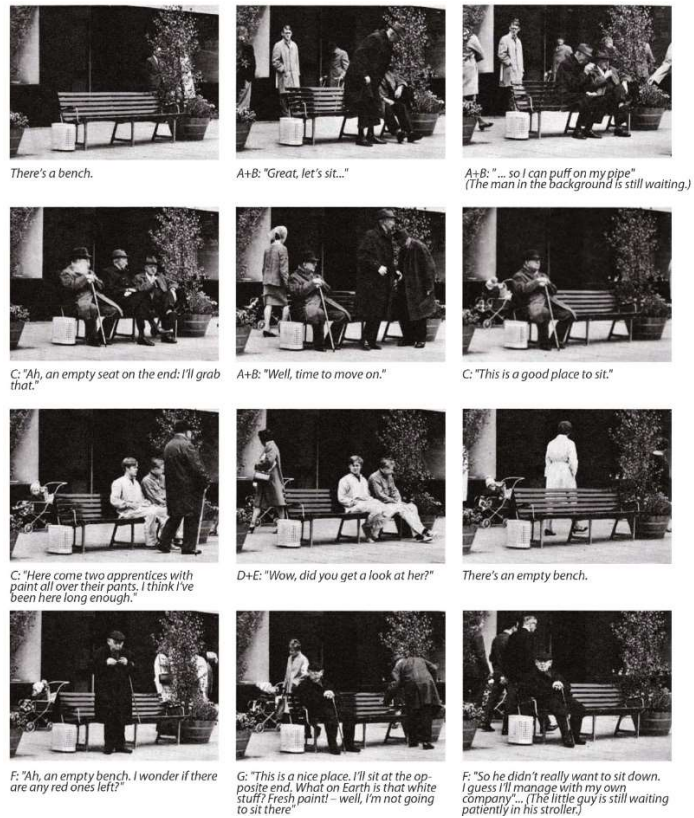 There's a bench.
A+B: "Great, let's sit..."
A+B: " ... so I can puff on my pipe"
(The man in the background is still waiting.)
C: "Ah, an empty seat on the end: I'll grab
that."
A+B: "Well, time to move on."
C: "This is a good place to sit."
C: "Here come two apprentices with
paint all over their pants. I think I've
been here long enough."
D+E: "Wow, did you get a look at her?"
There's an empty bench.
F: "Ah, an empty bench. I wonder if there
are any red ones left?"
G: "This is a nice place. I'll sit at the op-
posite end. What on Earth is that white
stuff? Fresh paint! – well, I'm not going
to sit there"
F: "So he didn't really want to sit down.
I guess I'll manage with my own
company"... (The little guy is still waiting
patiently in his stroller.)